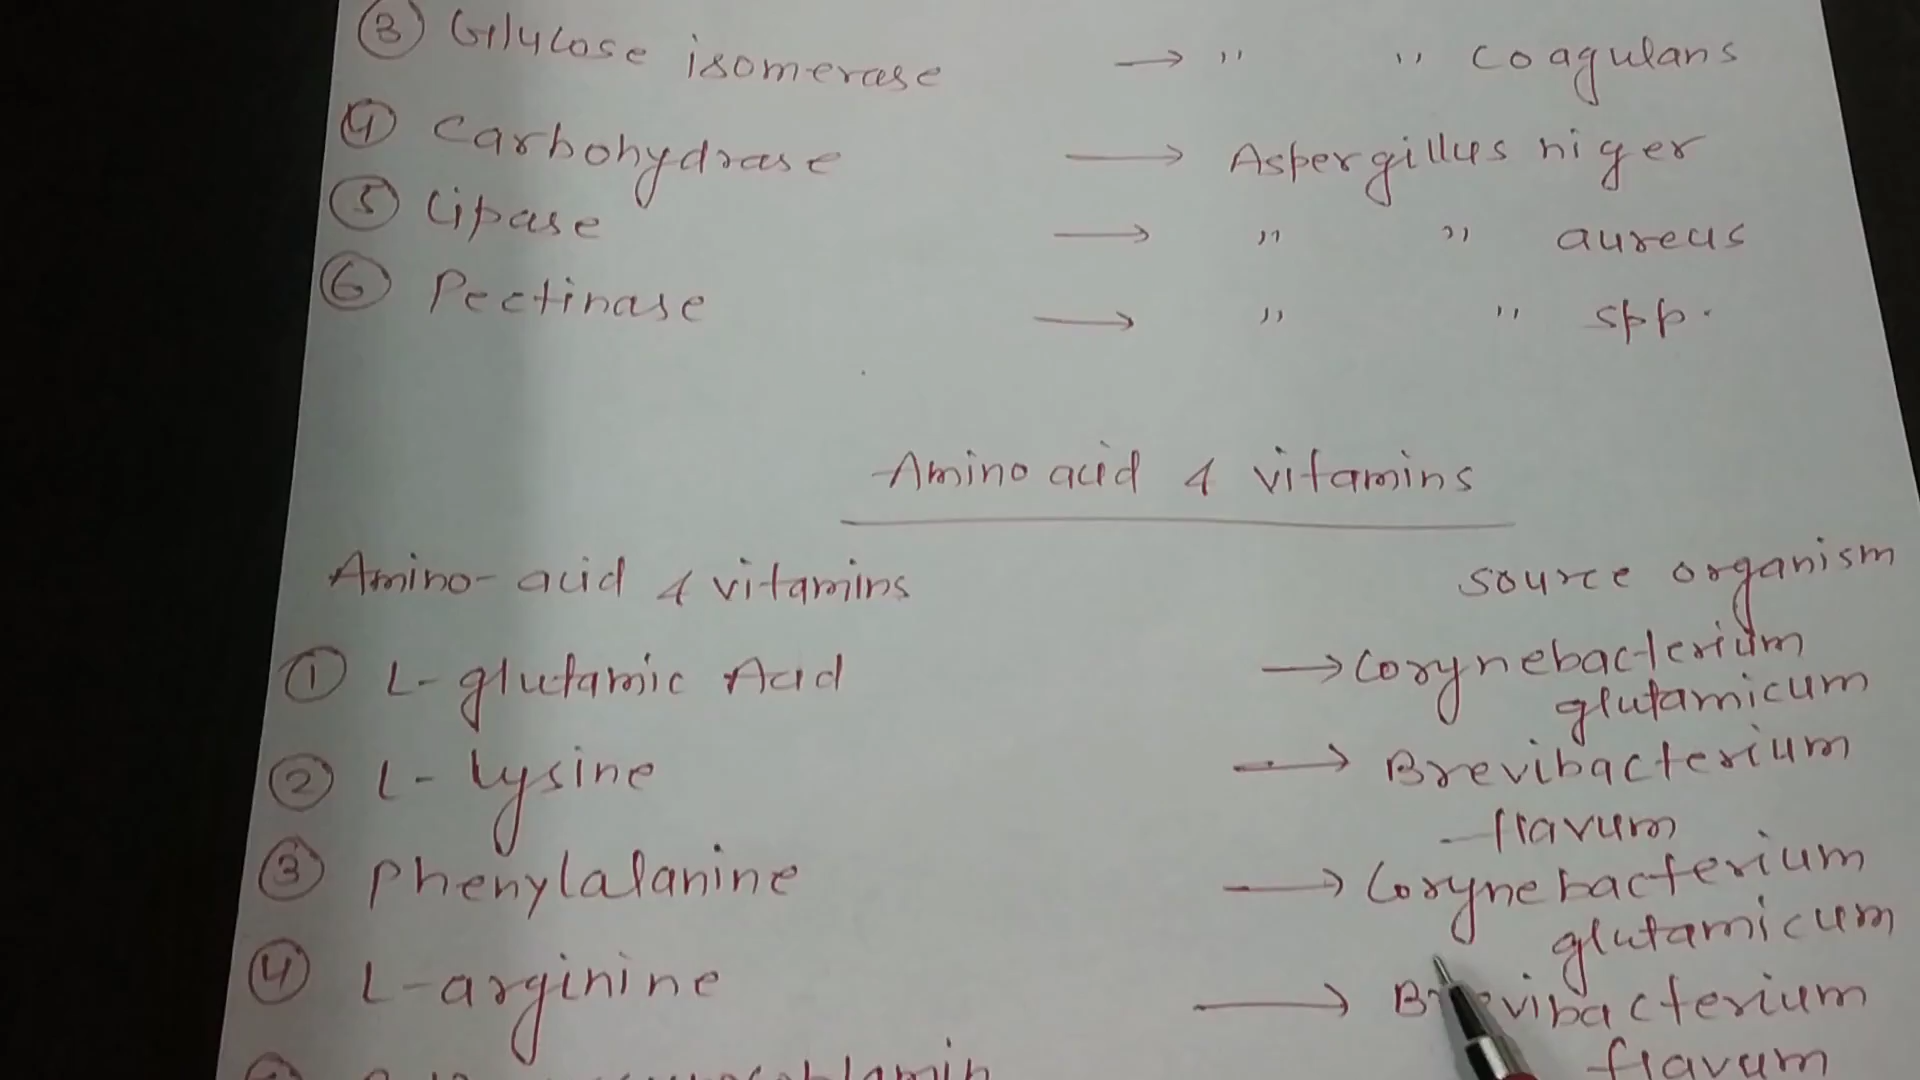 ③ Glucose isomerase → " " coagulans
④ Carbohydrase → Aspergillus niger
⑤ Lipase → " " aureus
⑥ Pectinase → " " spp.
Amino acid & vitamins
Amino-acid & vitamins source organism
① L-glutamic Acid → Corynebacterium
glutamicum
② L-Lysine → Brevibacterium
flavum
③ Phenylalanine → Corynebacterium
glutamicum
④ L-arginine → Brevibacterium
flavum